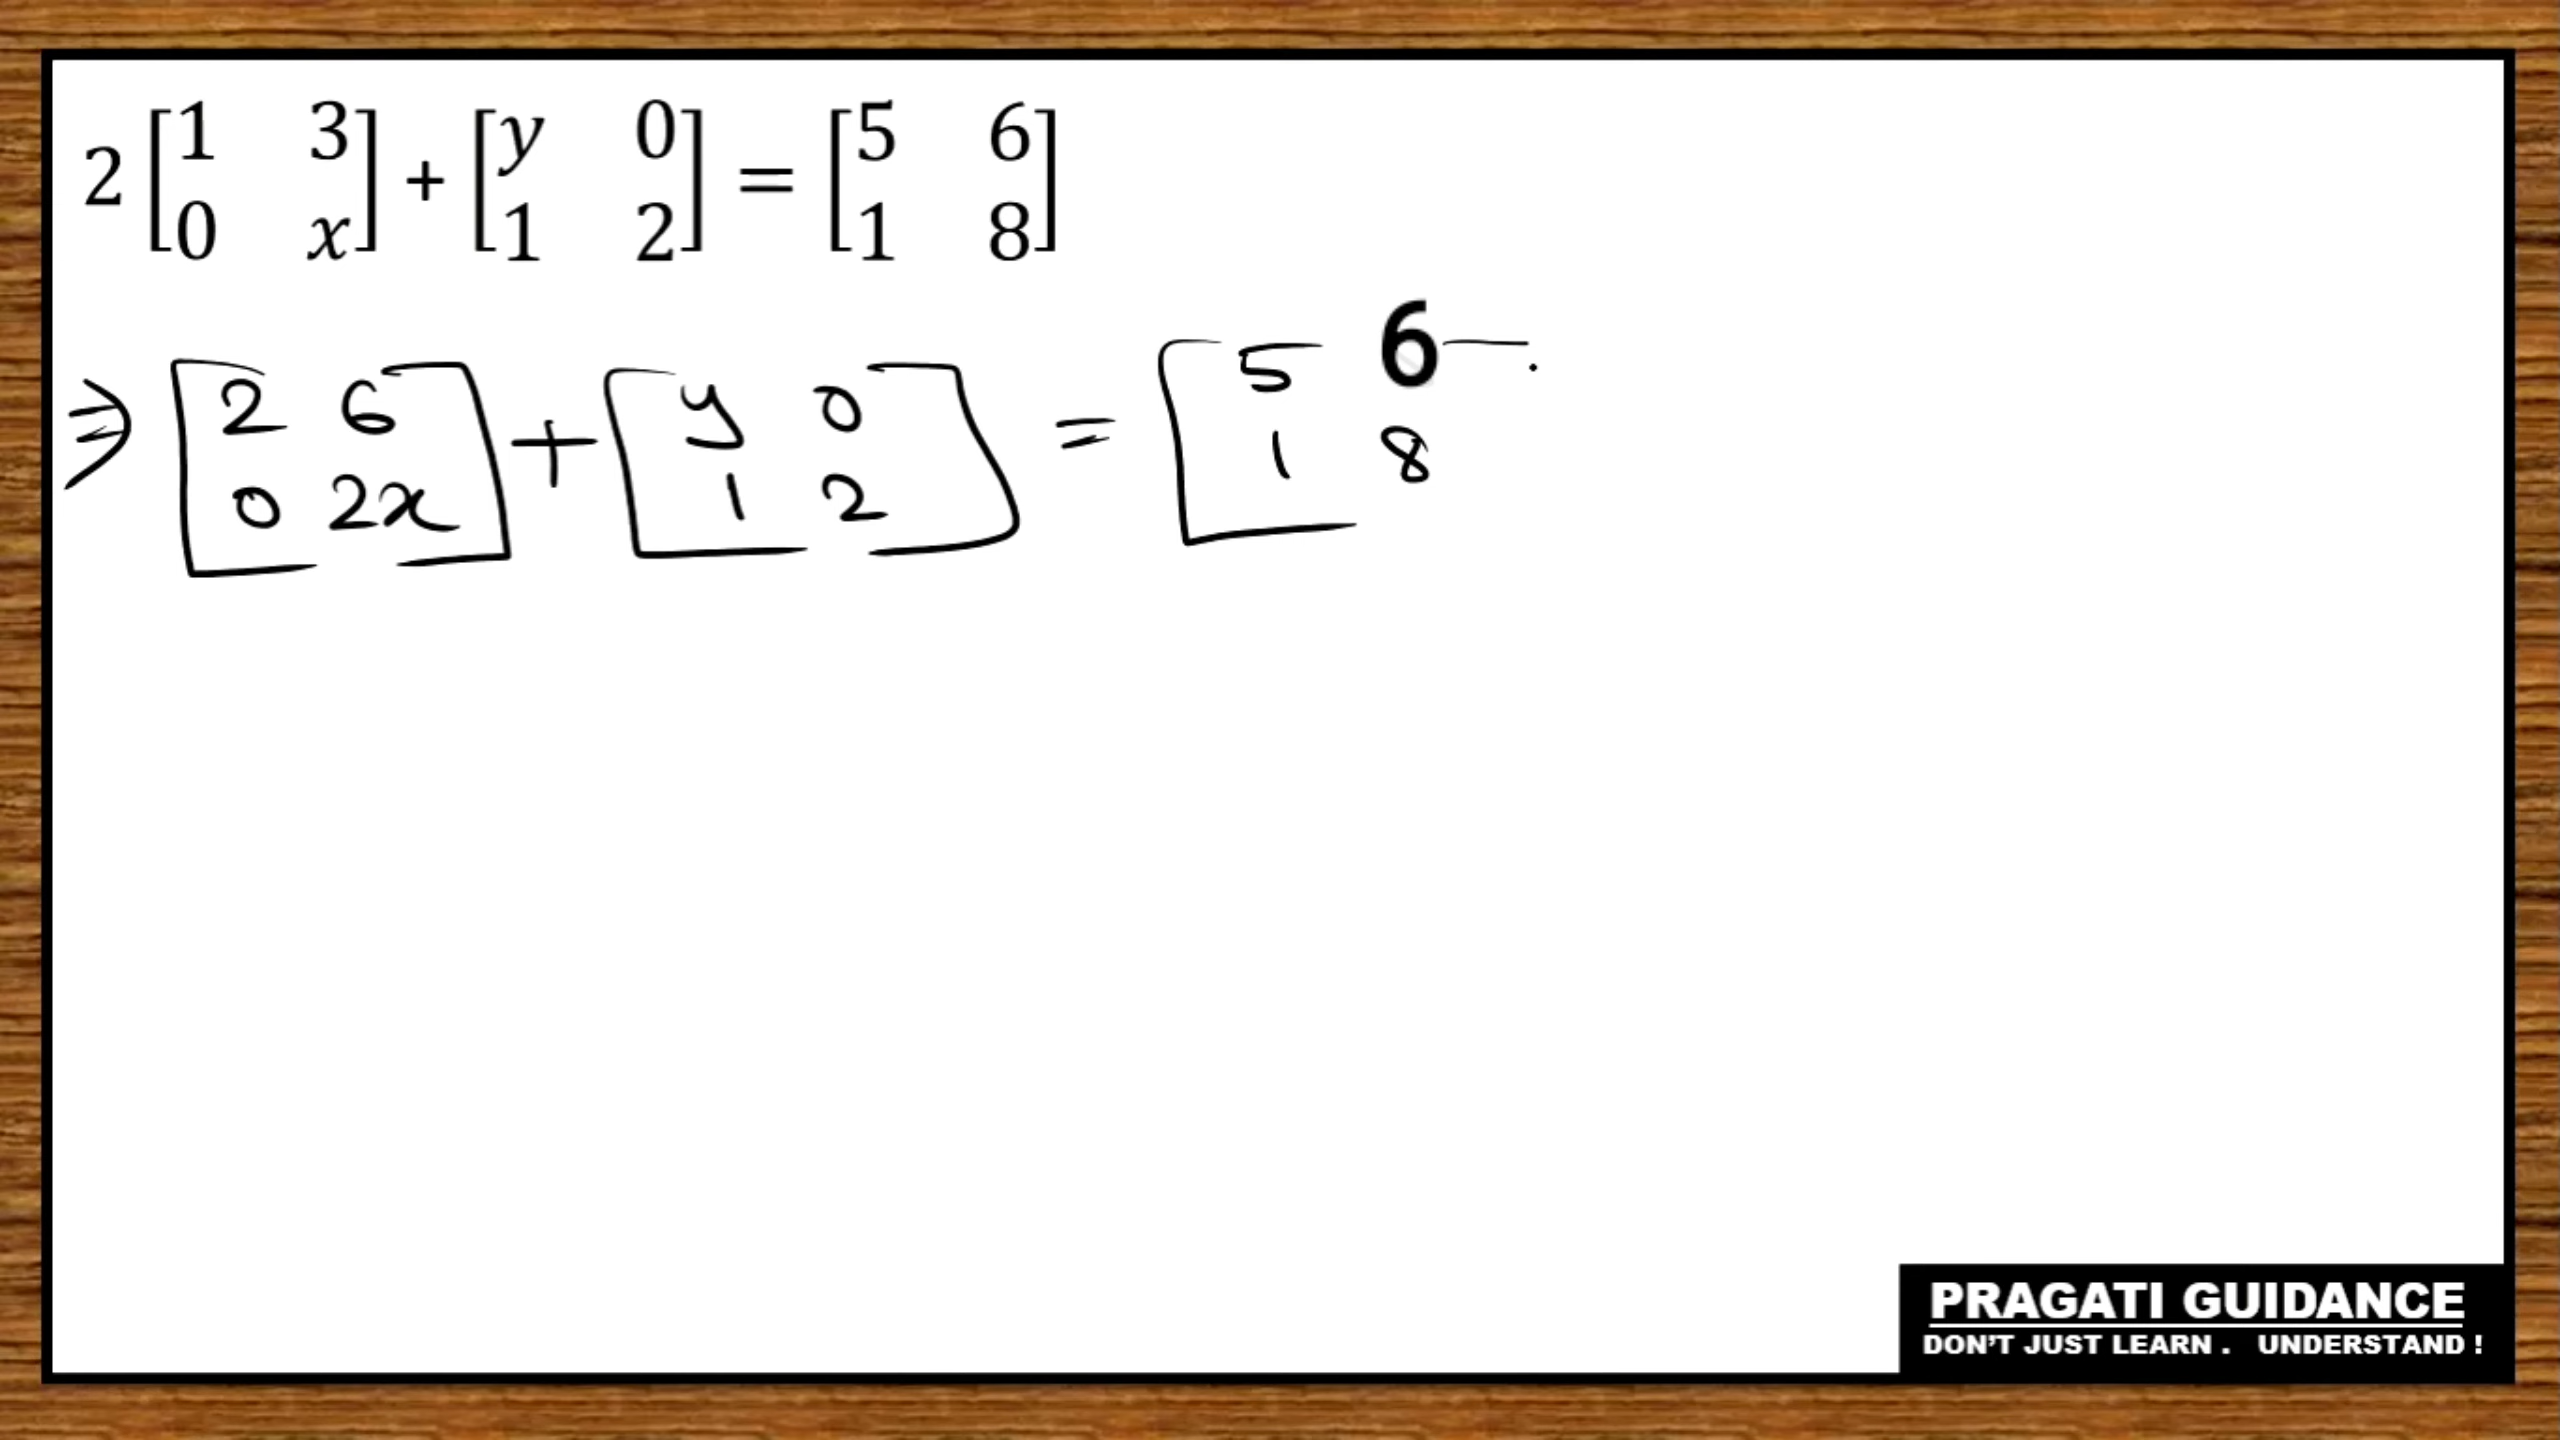 2 [1 3; 0 x] + [y 0; 1 2] = [5 6; 1 8]
⇒ [2 6; 0 2x] + [y 0; 1 2] = [5 6; 1 8
PRAGATI GUIDANCE
DON'T JUST LEARN . UNDERSTAND !